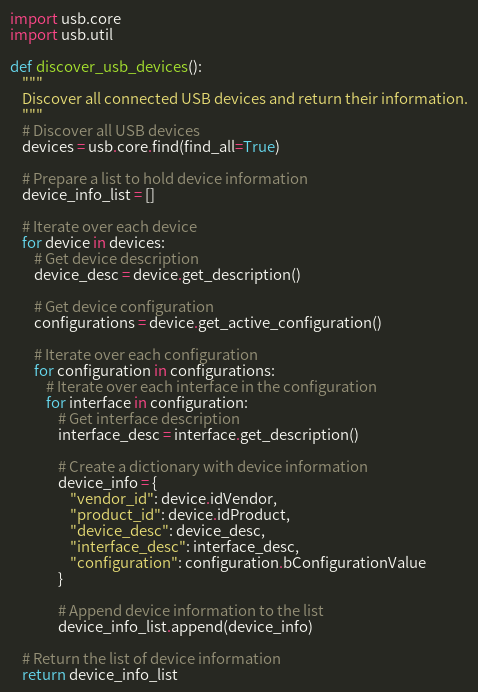 import usb.core
import usb.util

def discover_usb_devices():
    """
    Discover all connected USB devices and return their information.
    """
    # Discover all USB devices
    devices = usb.core.find(find_all=True)

    # Prepare a list to hold device information
    device_info_list = []

    # Iterate over each device
    for device in devices:
        # Get device description
        device_desc = device.get_description()

        # Get device configuration
        configurations = device.get_active_configuration()

        # Iterate over each configuration
        for configuration in configurations:
            # Iterate over each interface in the configuration
            for interface in configuration:
                # Get interface description
                interface_desc = interface.get_description()

                # Create a dictionary with device information
                device_info = {
                    "vendor_id": device.idVendor,
                    "product_id": device.idProduct,
                    "device_desc": device_desc,
                    "interface_desc": interface_desc,
                    "configuration": configuration.bConfigurationValue
                }

                # Append device information to the list
                device_info_list.append(device_info)

    # Return the list of device information
    return device_info_list